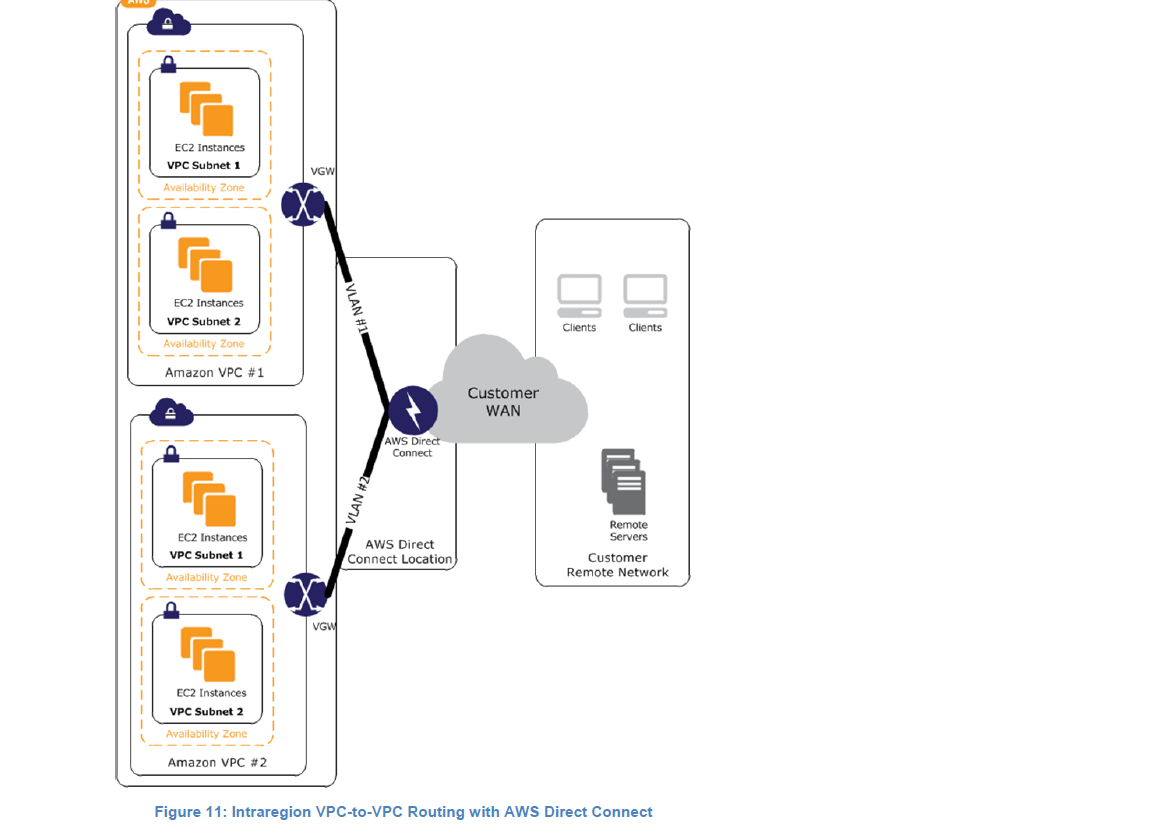 AWS
EC2 Instances
VPC Subnet 1
Availability Zone
VGW
EC2 Instances
VPC Subnet 2
Availability Zone
Amazon VPC #1
VLAN #1
Clients
Clients
Customer
WAN
AWS Direct
Connect
VLAN #2
EC2 Instances
VPC Subnet 1
Availability Zone
AWS Direct
Connect Location
Remote
Servers
Customer
Remote Network
VGW
EC2 Instances
VPC Subnet 2
Availability Zone
Amazon VPC #2
Figure 11: Intraregion VPC-to-VPC Routing with AWS Direct Connect